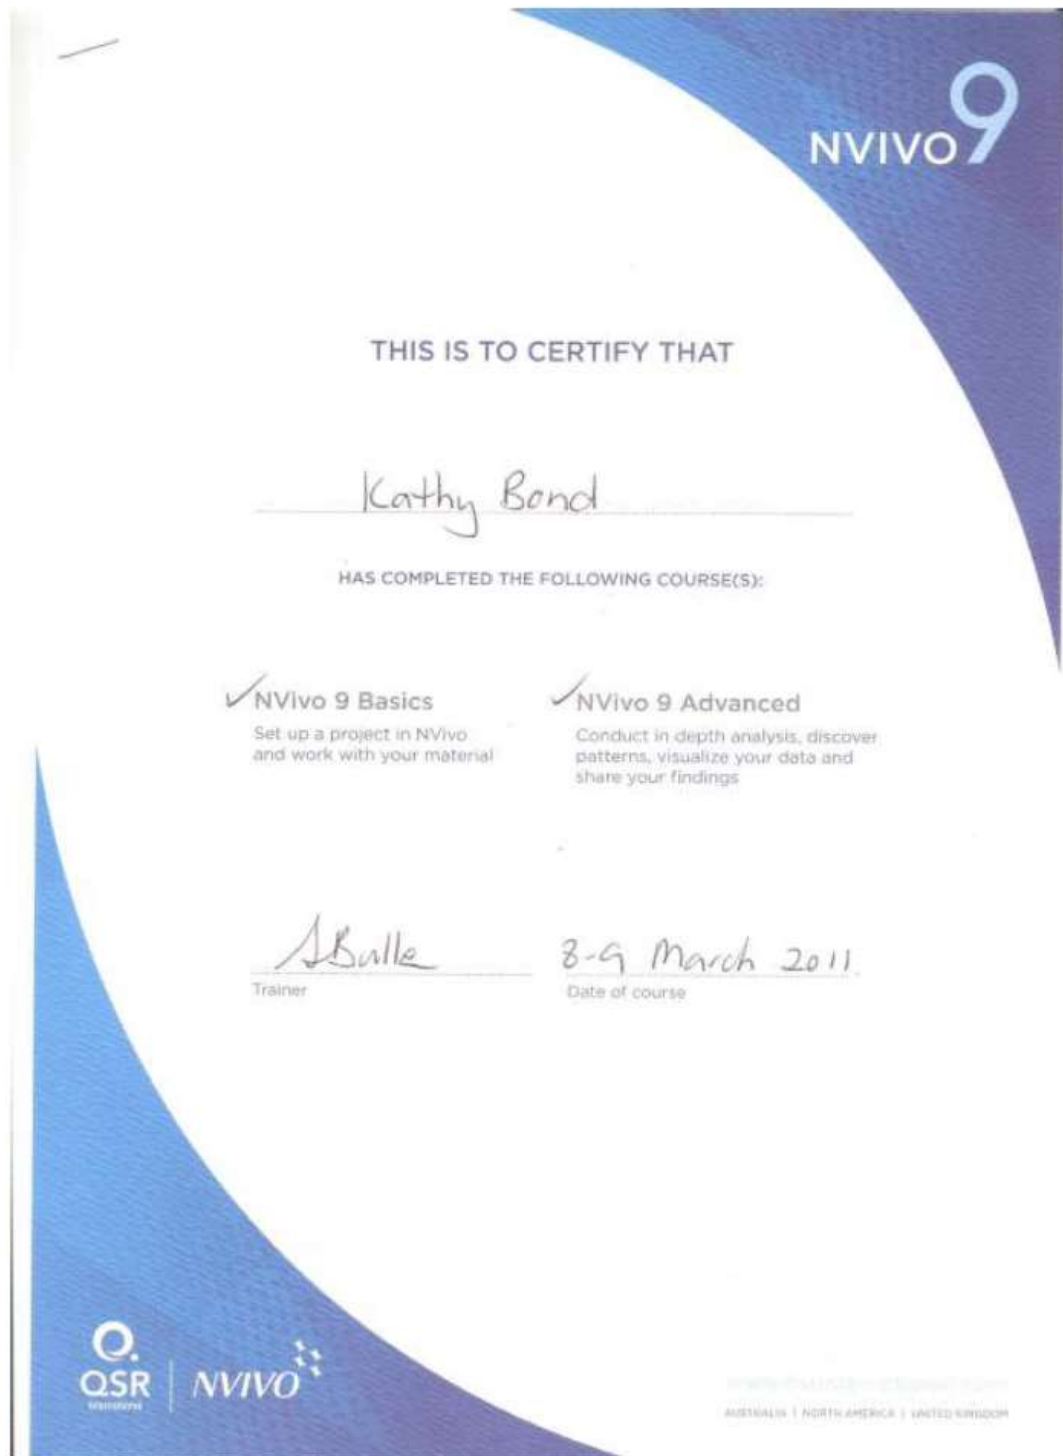 NVIVO 9
THIS IS TO CERTIFY THAT
Kathy Bond
HAS COMPLETED THE FOLLOWING COURSE(S):
✓NVivo 9 Basics
Set up a project in NVivo
and work with your material
✓NVivo 9 Advanced
Conduct in depth analysis, discover
patterns, visualize your data and
share your findings
Trainer
8-9 March 2011
Date of course
Q.
QSR
NVIVO
AUSTRALIA | NORTH AMERICA | UNITED KINGDOM